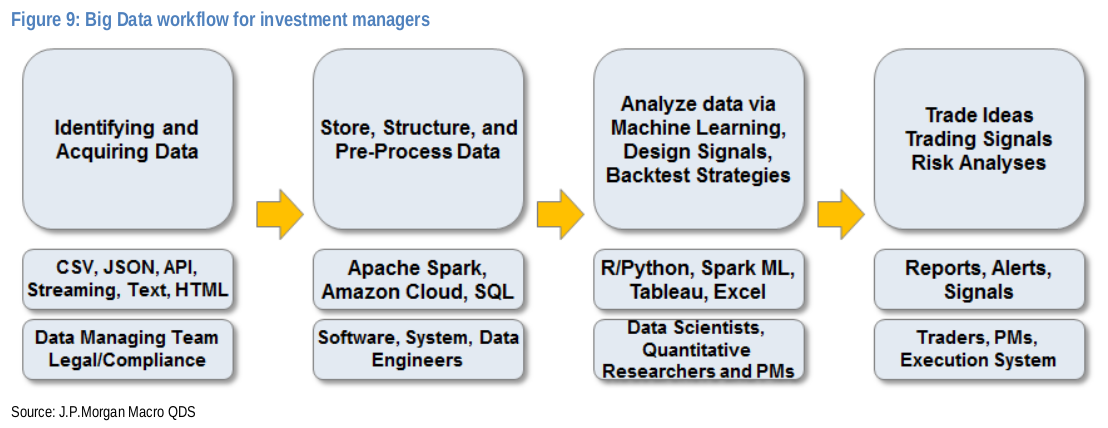 Figure 9: Big Data workflow for investment managers
Identifying and
Acquiring Data
Store, Structure, and
Pre-Process Data
Analyze data via
Machine Learning,
Design Signals,
Backtest Strategies
Trade Ideas
Trading Signals
Risk Analyses
CSV, JSON, API,
Streaming, Text, HTML
Apache Spark,
Amazon Cloud, SQL
R/Python, Spark ML,
Tableau, Excel
Reports, Alerts,
Signals
Data Managing Team
Legal/Compliance
Software, System, Data
Engineers
Data Scientists,
Quantitative
Researchers and PMs
Traders, PMs,
Execution System
Source: J.P.Morgan Macro QDS